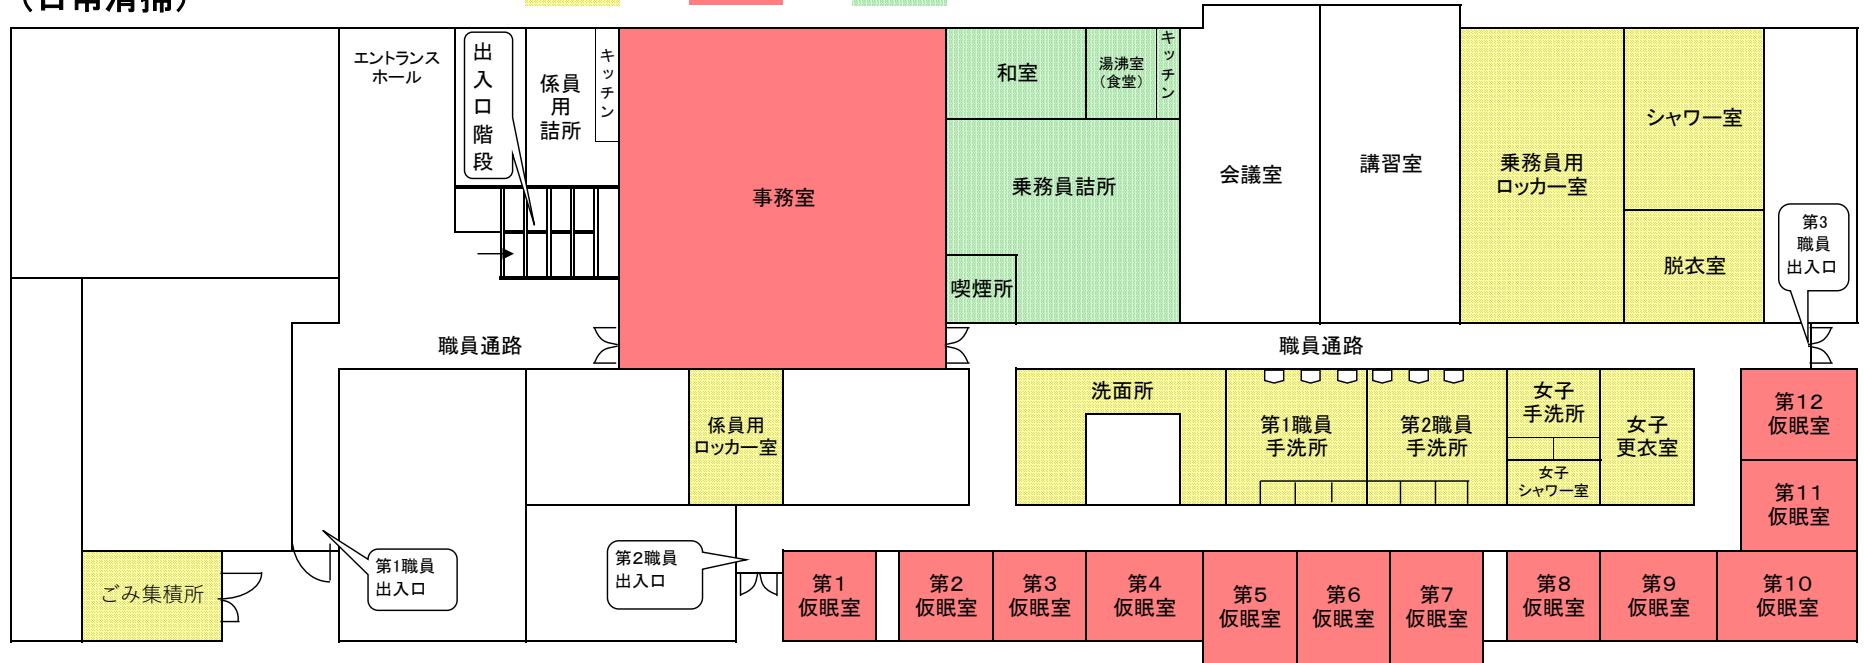 （日常清掃）
エントランス
ホール
出入口階段
係員
用
詰所
キッチン
事務室
和室
湯沸室
（食堂）
キッチン
乗務員詰所
喫煙所
会議室
講習室
乗務員用
ロッカー室
シャワー室
脱衣室
第3
職員
出入口
職員通路
職員通路
係員用
ロッカー室
洗面所
第1職員
手洗所
第2職員
手洗所
女子
手洗所
女子
シャワー室
女子
更衣室
第12
仮眠室
第11
仮眠室
ごみ集積所
第1職員
出入口
第2職員
出入口
第1
仮眠室
第2
仮眠室
第3
仮眠室
第4
仮眠室
第5
仮眠室
第6
仮眠室
第7
仮眠室
第8
仮眠室
第9
仮眠室
第10
仮眠室